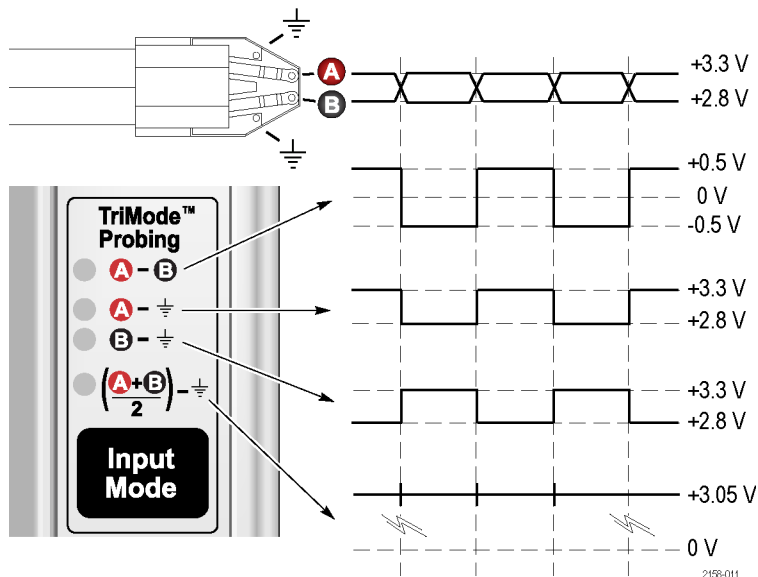 A
B
+3.3 V
+2.8 V
+0.5 V
0 V
-0.5 V
TriMode™
Probing
A - B
A -
B -
(A+B
2) -
Input
Mode
+3.3 V
+2.8 V
+3.3 V
+2.8 V
+3.05 V
0 V
2158-011